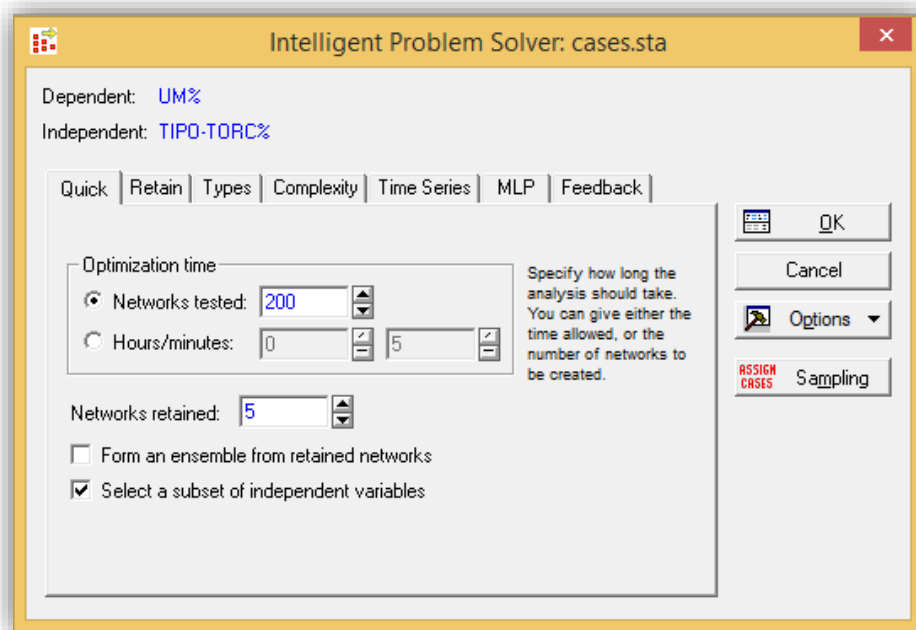 Intelligent Problem Solver: cases.sta
Dependent: UM%
Independent: TIPO-TORC%
Quick Retain Types Complexity Time Series MLP Feedback
Optimization time
Networks tested: 200
Hours/minutes: 0 5
Specify how long the
analysis should take.
You can give either the
time allowed, or the
number of networks to
be created.
Networks retained: 5
Form an ensemble from retained networks
Select a subset of independent variables
OK
Cancel
Options
ASSIGN
CASES Sampling